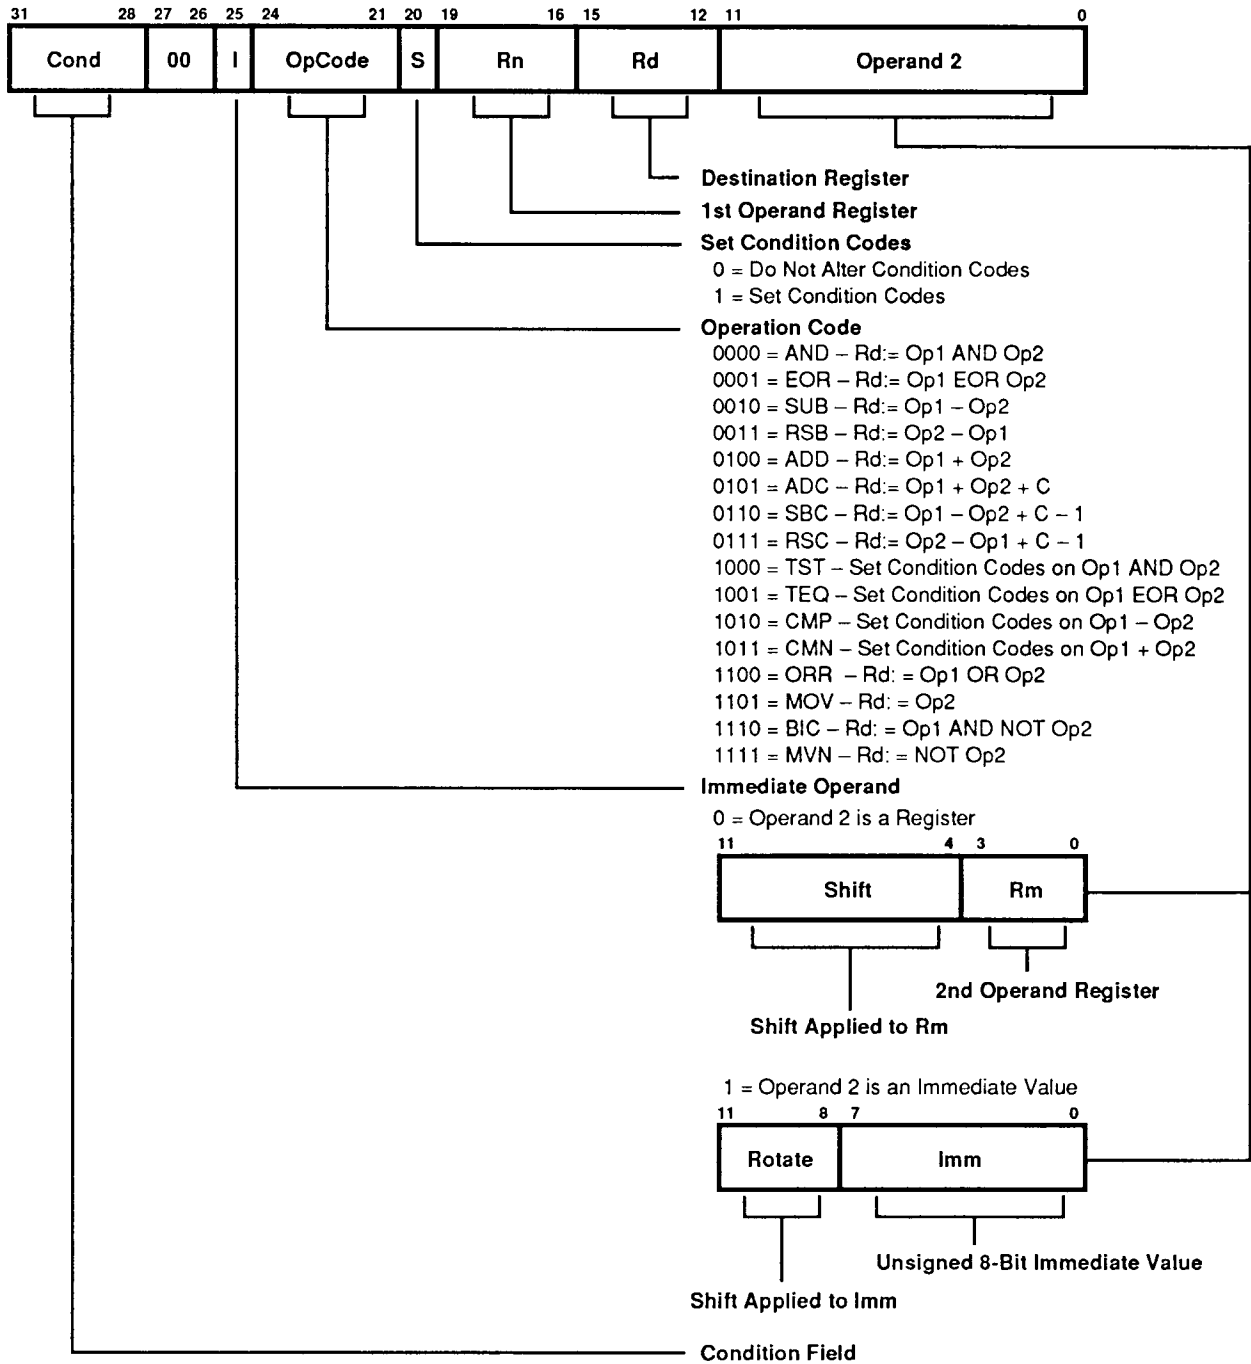 31 28 27 26 25 24 21 20 19 16 15 12 11 0
Cond 00 I OpCode S Rn Rd Operand 2
Destination Register
1st Operand Register
Set Condition Codes
0 = Do Not Alter Condition Codes
1 = Set Condition Codes
Operation Code
0000 = AND – Rd:= Op1 AND Op2
0001 = EOR – Rd:= Op1 EOR Op2
0010 = SUB – Rd:= Op1 – Op2
0011 = RSB – Rd:= Op2 – Op1
0100 = ADD – Rd:= Op1 + Op2
0101 = ADC – Rd:= Op1 + Op2 + C
0110 = SBC – Rd:= Op1 – Op2 + C – 1
0111 = RSC – Rd:= Op2 – Op1 + C – 1
1000 = TST – Set Condition Codes on Op1 AND Op2
1001 = TEQ – Set Condition Codes on Op1 EOR Op2
1010 = CMP – Set Condition Codes on Op1 – Op2
1011 = CMN – Set Condition Codes on Op1 + Op2
1100 = ORR – Rd: = Op1 OR Op2
1101 = MOV – Rd: = Op2
1110 = BIC – Rd: = Op1 AND NOT Op2
1111 = MVN – Rd: = NOT Op2
Immediate Operand
0 = Operand 2 is a Register
11 4 3 0
Shift Rm
2nd Operand Register
Shift Applied to Rm
1 = Operand 2 is an Immediate Value
11 8 7 0
Rotate Imm
Unsigned 8-Bit Immediate Value
Shift Applied to Imm
Condition Field